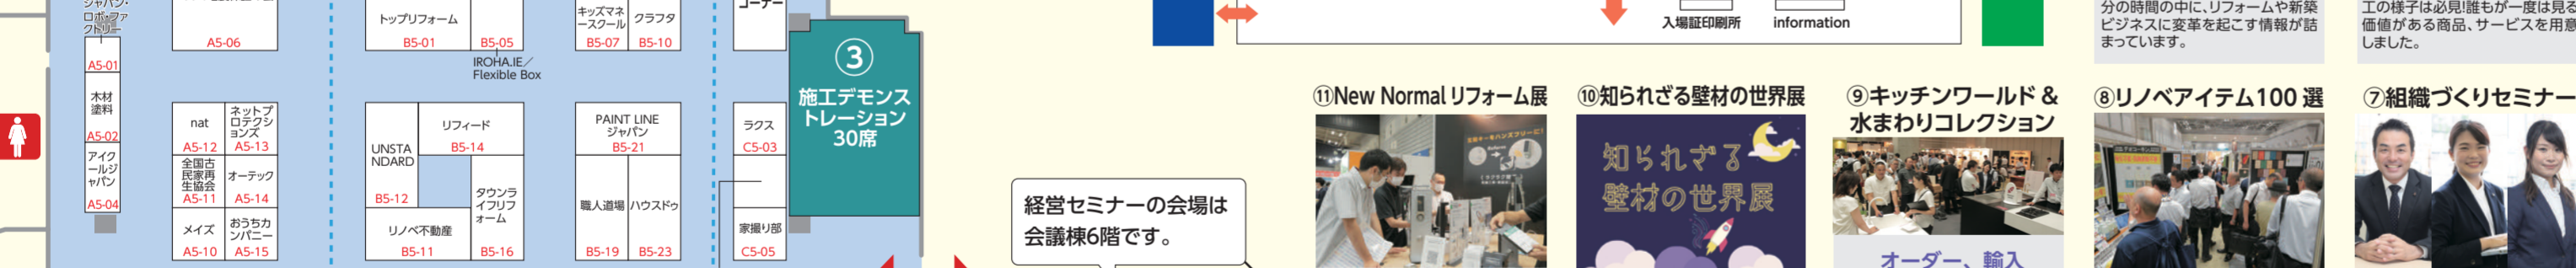 ジャパン・
ロボ・ファ
クトリー
A5-01
木材
塗料
A5-02
アイク
ールジ
ャパン
A5-04
A5-06
nat
A5-12
ネットプ
ロテクシ
ョンズ
A5-13
全国古
民家再
生協会
A5-11
オーテック
A5-14
メイズ
A5-10
おうちカ
ンパニー
A5-15
トップリフォーム
B5-01
B5-05
IROHA.IE／
Flexible Box
UNSTA
NDARD
B5-12
リフィード
B5-14
タウンラ
イフリフ
ォーム
B5-16
リノベ不動産
B5-11
キッズマネ
ースクール
B5-07
クラフタ
B5-10
PAINT LINE
ジャパン
B5-21
職人道場
B5-19
ハウスドゥ
B5-23
コーナー
ラクス
C5-03
家撮り部
C5-05
③
施工デモンス
トレーション
30席
経営セミナーの会場は
会議棟6階です。
入場証印刷所
information
分の時間の中に、リフォームや新築
ビジネスに変革を起こす情報が詰
まっています。
工の様子は必見!誰もが一度は見る
価値がある商品、サービスを用意
しました。
⑪New Normal リフォーム展
⑩知られざる壁材の世界展
知られざる
壁材の世界展
⑨キッチンワールド &
水まわりコレクション
オーダー、輸入
⑧リノベアイテム100 選
⑦組織づくりセミナー